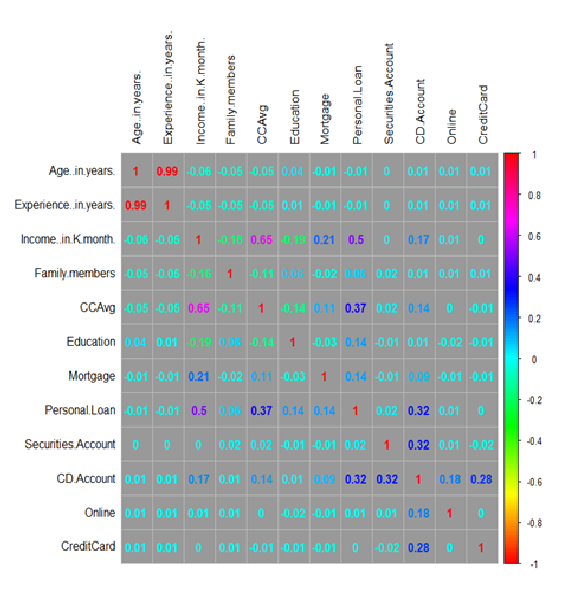 Age..in.years.
Experience..in.years.
Income..in.K.month.
Family.members
CCAvg
Education
Mortgage
Personal.Loan
Securities.Account
CD.Account
Online
CreditCard
Age..in.years. 1 0.99 -0.06 -0.05 -0.05 0.04 -0.01 -0.01 0 0.01 0.01 0.01
Experience..in.years. 0.99 1 -0.05 -0.05 -0.05 0.01 -0.01 -0.01 0 0.01 0.01 0.01
Income..in.K.month. -0.06 -0.05 1 -0.16 0.65 -0.19 0.21 0.5 0 0.17 0.01 0
Family.members -0.05 -0.05 -0.16 1 -0.11 0.06 -0.02 0.06 0.02 0.01 0.01 0.01
CCAvg -0.05 -0.05 0.65 -0.11 1 -0.14 0.11 0.37 0.02 0.14 0 -0.01
Education 0.04 0.01 -0.19 0.06 -0.14 1 -0.03 0.14 -0.01 0.01 -0.02 -0.01
Mortgage -0.01 -0.01 0.21 -0.02 0.11 -0.03 1 0.14 -0.01 0.09 -0.01 -0.01
Personal.Loan -0.01 -0.01 0.5 0.06 0.37 0.14 0.14 1 0.02 0.32 0.01 0
Securities.Account 0 0 0 0.02 0.02 -0.01 -0.01 0.02 1 0.32 0.01 -0.02
CD.Account 0.01 0.01 0.17 0.01 0.14 0.01 0.09 0.32 0.32 1 0.18 0.28
Online 0.01 0.01 0.01 0.01 0 -0.02 -0.01 0.01 0.01 0.18 1 0
CreditCard 0.01 0.01 0 0.01 -0.01 -0.01 -0.01 0 -0.02 0.28 0 1
1
0.8
0.6
0.4
0.2
0
-0.2
-0.4
-0.6
-0.8
-1